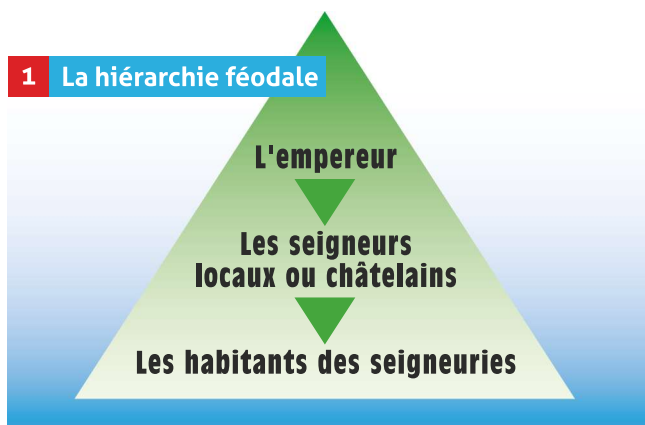 1 La hiérarchie féodale
L'empereur
Les seigneurs
locaux ou châtelains
Les habitants des seigneuries